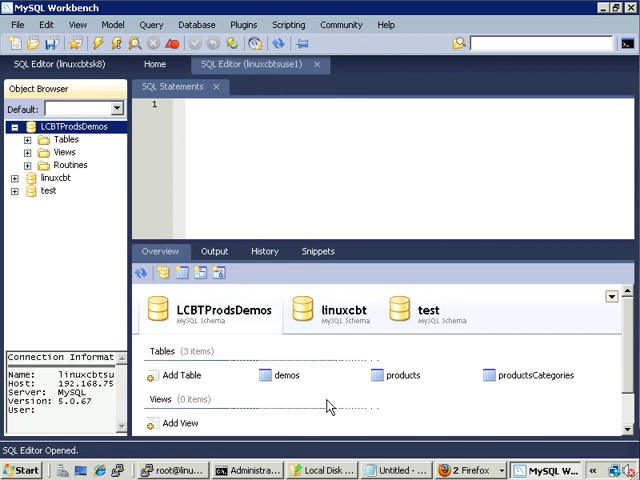 MySQL Workbench
File Edit View Model Query Database Plugins Scripting Community Help
SQL Editor (linuxcbtsk8) Home SQL Editor (linuxcbtsuse1)
Object Browser
SQL Statements
Default:
1
LCBTProdsDemos
Tables
Views
Routines
linuxcbt
test
Overview Output History Snippets
LCBTProdsDemos
MySQL Schema
linuxcbt
MySQL Schema
test
MySQL Schema
Tables (3 items)
Add Table demos products productsCategories
Views (0 items)
Add View
Connection Informat
Name: linuxcbtsu
Host: 192.168.75
Server: MySQL
Version: 5.0.67
User:
SQL Editor Opened.
Start root@linu... Administra... Local Disk ... Untitled - ... 2 Firefox MySQL W...